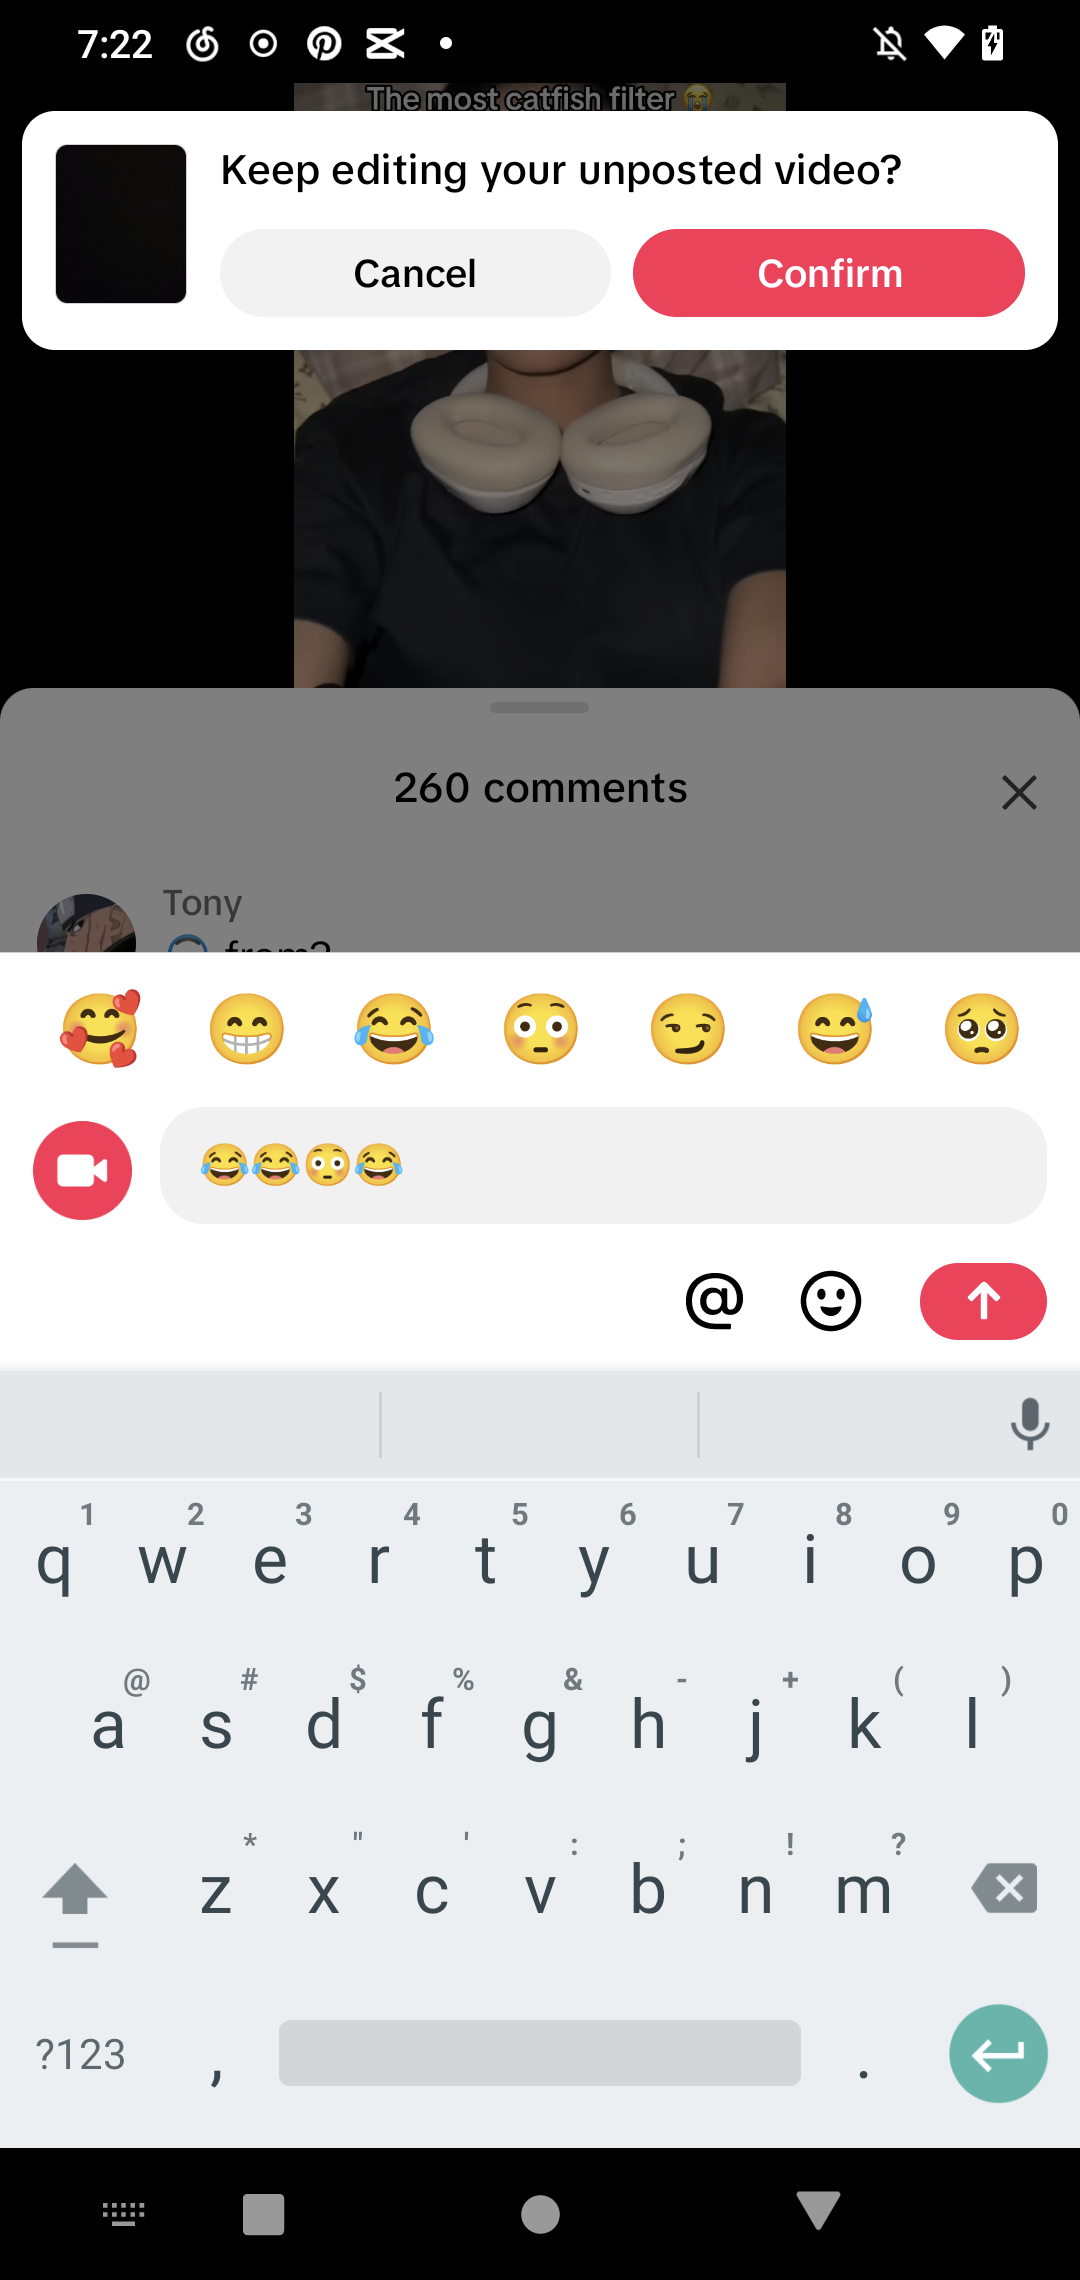 7:22
The most catfish filter 😭
Keep editing your unposted video?
Cancel
Confirm
260 comments
Tony
🎧 from?
😂😂😳😂
1 2 3 4 5 6 7 8 9 0
q w e r t y u i o p
@ # $ % & - + ( )
a s d f g h j k l
* " ' : ; ! ?
z x c v b n m
?123 , .